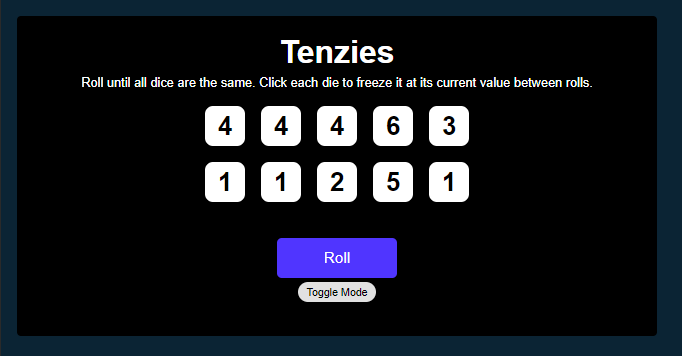 Tenzies
Roll until all dice are the same. Click each die to freeze it at its current value between rolls.
4 4 4 6 3
1 1 2 5 1
Roll
Toggle Mode